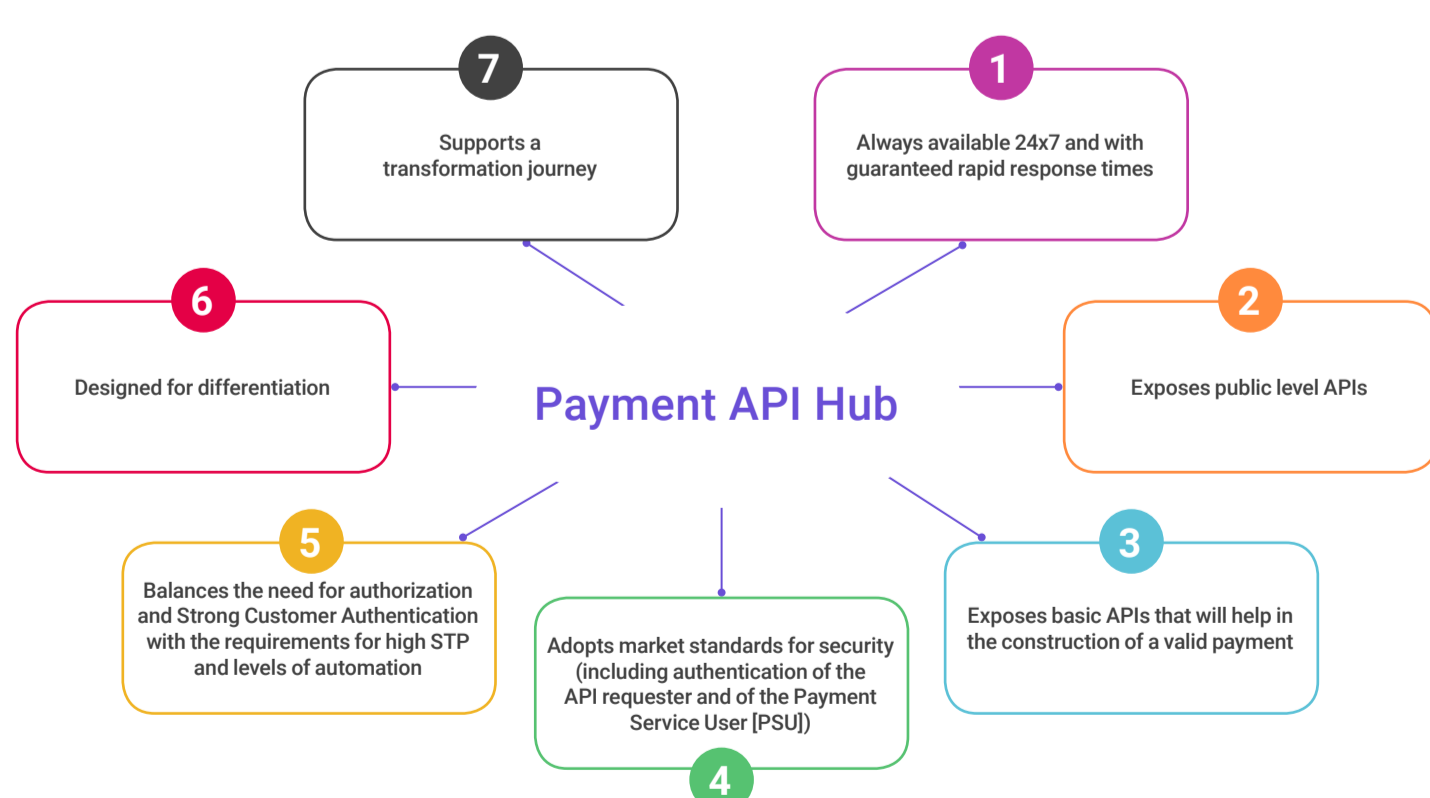 Payment API Hub
1
Always available 24x7 and with
guaranteed rapid response times
2
Exposes public level APIs
3
Exposes basic APIs that will help in
the construction of a valid payment
4
Adopts market standards for security
(including authentication of the
API requester and of the Payment
Service User [PSU])
5
Balances the need for authorization
and Strong Customer Authentication
with the requirements for high STP
and levels of automation
6
Designed for differentiation
7
Supports a
transformation journey